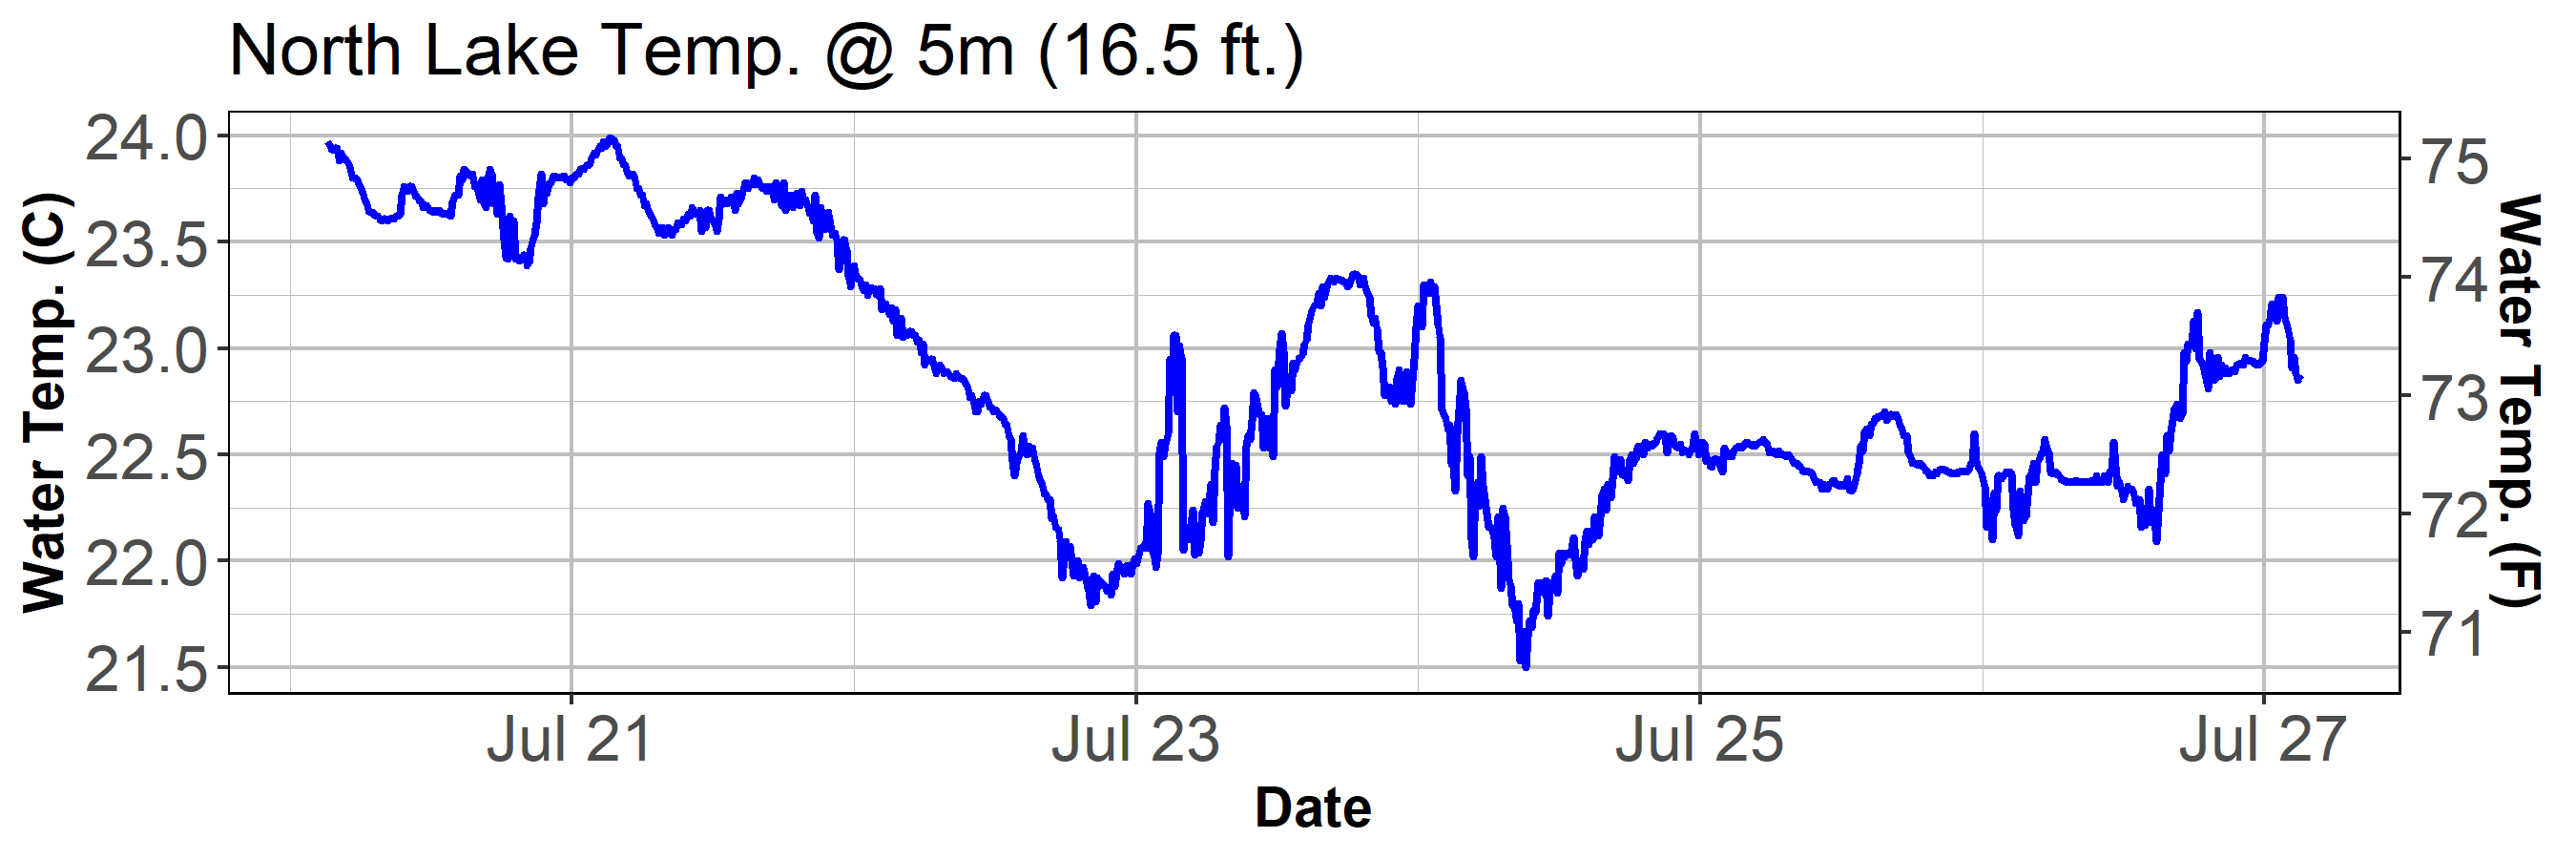 North Lake Temp. @ 5m (16.5 ft.)
Water Temp. (C)
24.0
23.5
23.0
22.5
22.0
21.5
75
74
73
72
71
Water Temp. (F)
Jul 21 Jul 23 Jul 25 Jul 27
Date